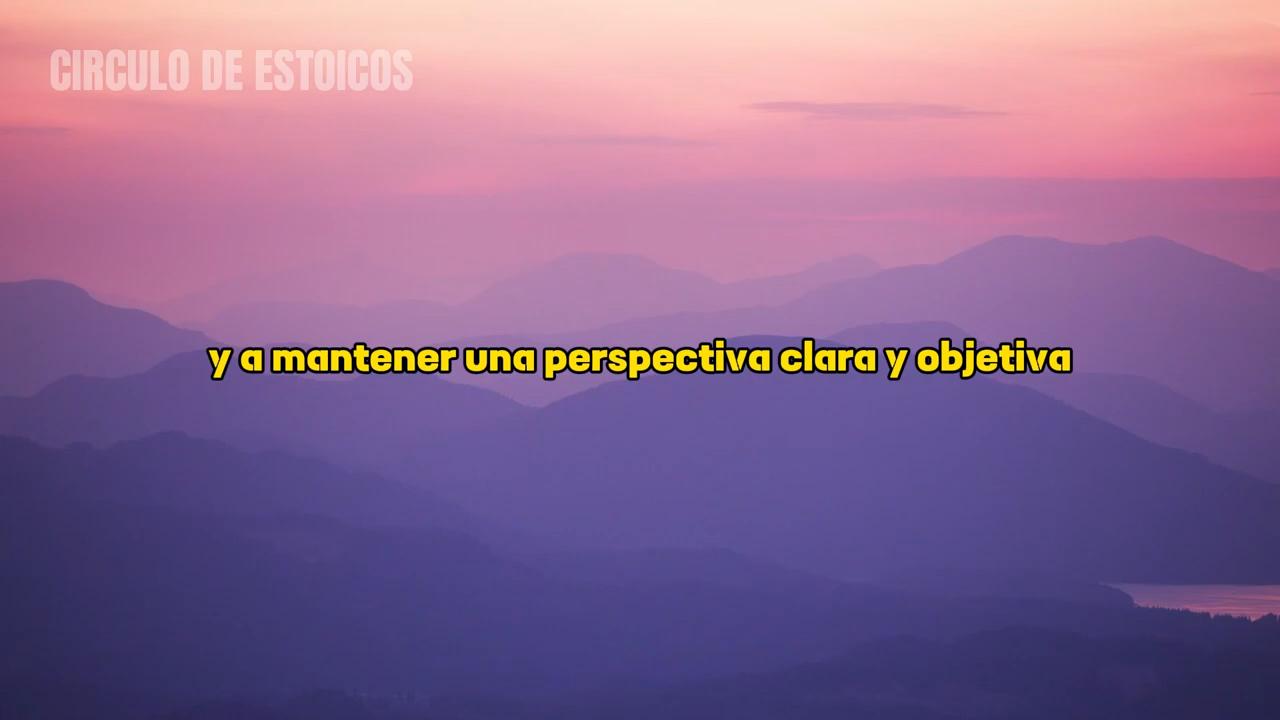 CIRCULO DE ESTOICOS
y a mantener una perspectiva clara y objetiva